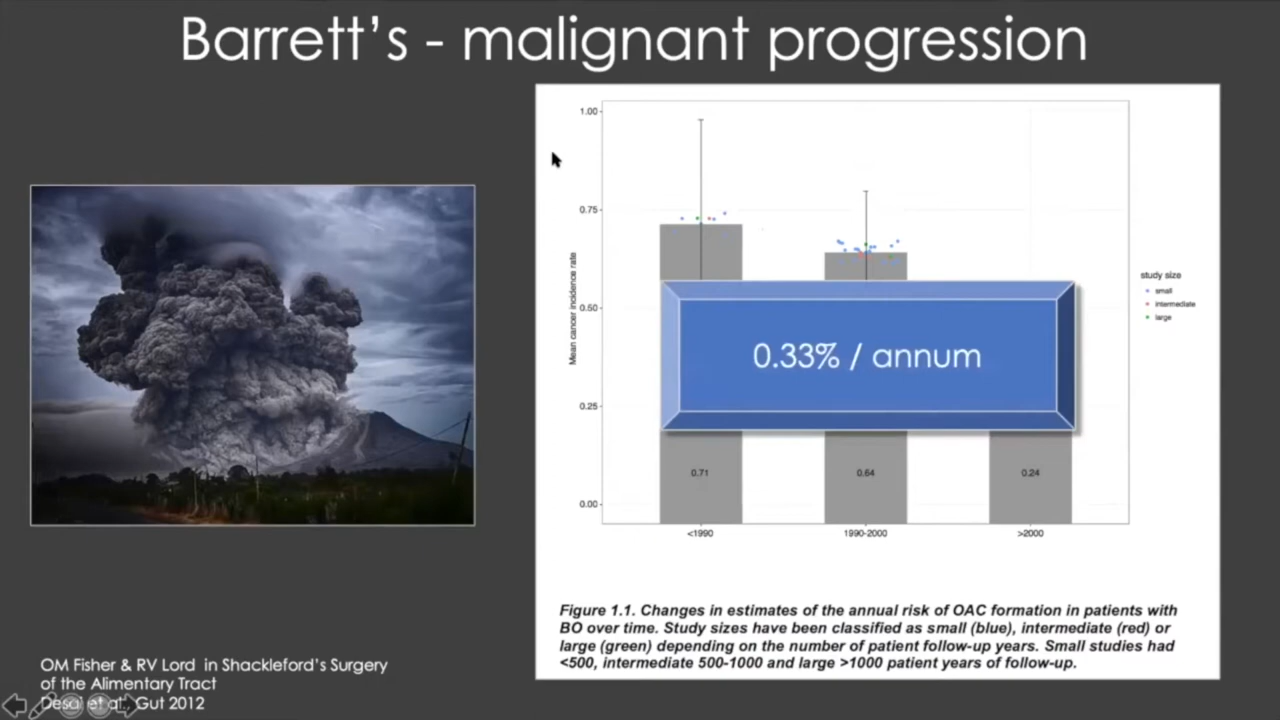 Barrett's - malignant progression
1.00
0.75
0.50
0.25
0.00
Mean cancer incidence rate
0.33% / annum
0.71
0.64
0.24
<1990
1990-2000
>2000
study size
small
intermediate
large
Figure 1.1. Changes in estimates of the annual risk of OAC formation in patients with
BO over time. Study sizes have been classified as small (blue), intermediate (red) or
large (green) depending on the number of patient follow-up years. Small studies had
<500, intermediate 500-1000 and large >1000 patient years of follow-up.
OM Fisher & RV Lord in Shackleford's Surgery
of the Alimentary Tract
Desai et al., Gut 2012